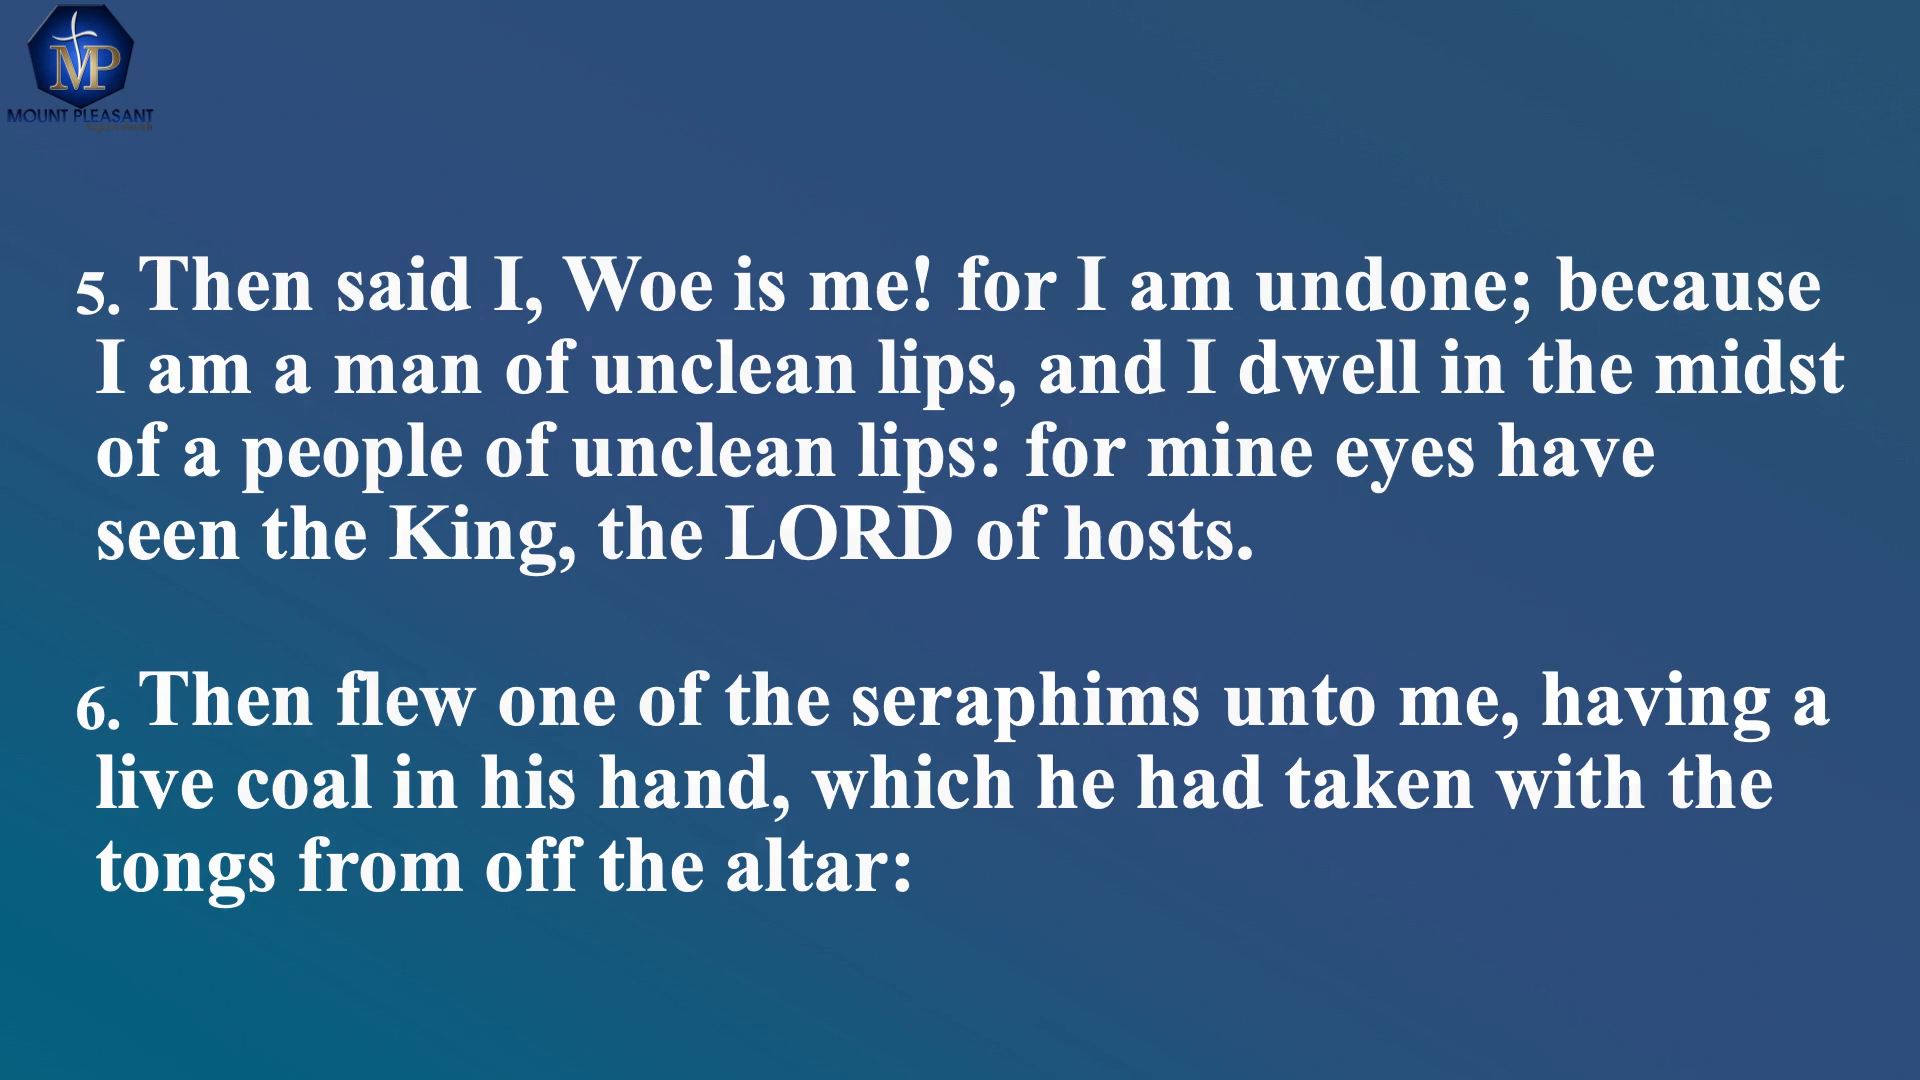 MP
MOUNT PLEASANT
5. Then said I, Woe is me! for I am undone; because
I am a man of unclean lips, and I dwell in the midst
of a people of unclean lips: for mine eyes have
seen the King, the LORD of hosts.
6. Then flew one of the seraphims unto me, having a
live coal in his hand, which he had taken with the
tongs from off the altar: